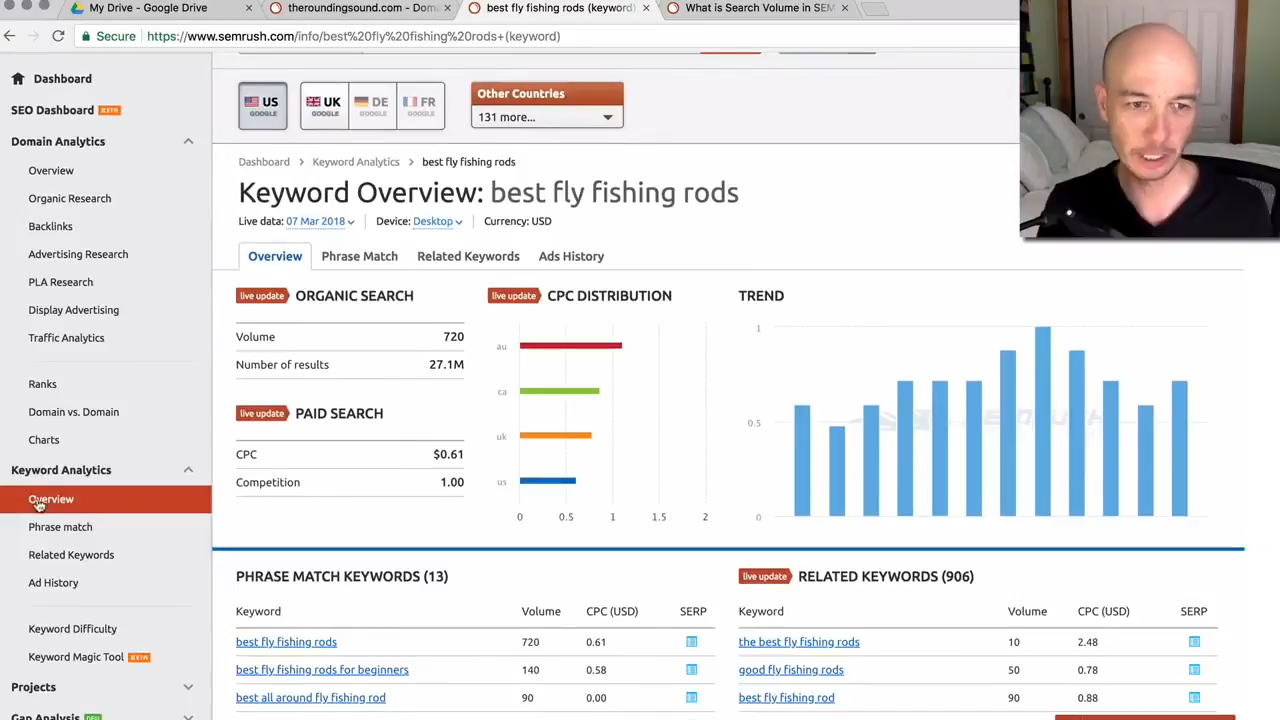 My Drive - Google Drive
theroundingsound.com - Dom
best fly fishing rods (keyword)
What is Search Volume in SEM
Secure
https://www.semrush.com/info/best%20fly%20fishing%20rods+(keyword)
Dashboard
SEO Dashboard BETA
Domain Analytics
Overview
Organic Research
Backlinks
Advertising Research
PLA Research
Display Advertising
Traffic Analytics
Ranks
Domain vs. Domain
Charts
Keyword Analytics
Overview
Phrase match
Related Keywords
Ad History
Keyword Difficulty
Keyword Magic Tool BETA
Projects
Gap Analysis
US GOOGLE
UK GOOGLE
DE GOOGLE
FR GOOGLE
Other Countries
131 more...
Dashboard > Keyword Analytics > best fly fishing rods
Keyword Overview: best fly fishing rods
Live data: 07 Mar 2018 Device: Desktop Currency: USD
Overview Phrase Match Related Keywords Ads History
live update ORGANIC SEARCH
Volume 720
Number of results 27.1M
live update PAID SEARCH
CPC $0.61
Competition 1.00
live update CPC DISTRIBUTION
au
ca
uk
us
0 0.5 1 1.5 2
TREND
1
0.5
0
SEMRUSH
PHRASE MATCH KEYWORDS (13)
Keyword Volume CPC (USD) SERP
best fly fishing rods 720 0.61
best fly fishing rods for beginners 140 0.58
best all around fly fishing rod 90 0.00
live update RELATED KEYWORDS (906)
Keyword Volume CPC (USD) SERP
the best fly fishing rods 10 2.48
good fly fishing rods 50 0.78
best fly fishing rod 90 0.88